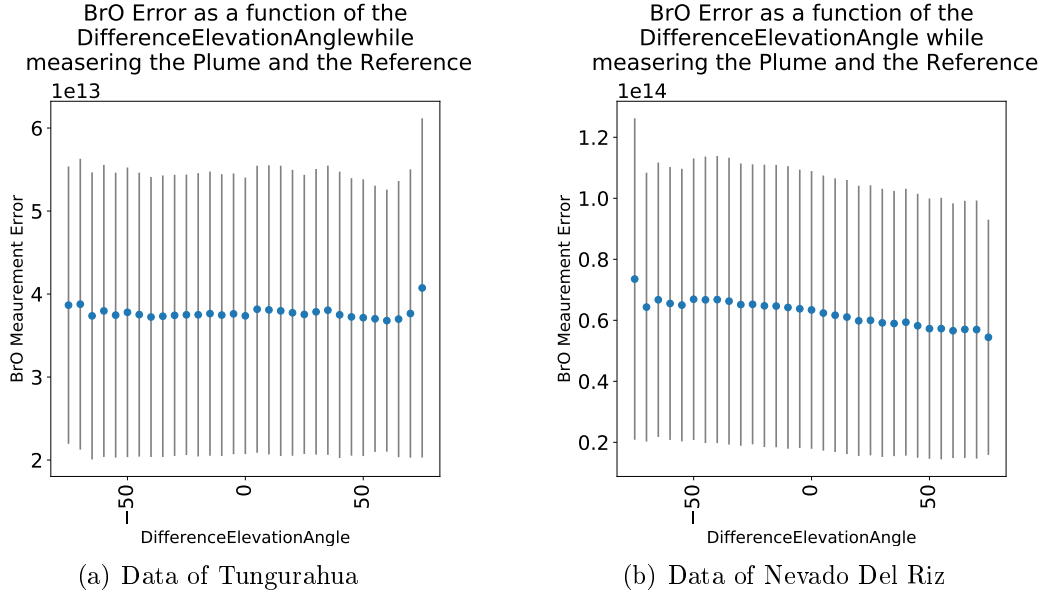 BrO Error as a function of the
DifferenceElevationAnglewhile
measering the Plume and the Reference
1e13
6
5
4
3
2
BrO Meaurement Error
−50
0
50
DifferenceElevationAngle
(a) Data of Tungurahua
BrO Error as a function of the
DifferenceElevationAngle while
measering the Plume and the Reference
1e14
1.2
1.0
0.8
0.6
0.4
0.2
BrO Meaurement Error
−50
0
50
DifferenceElevationAngle
(b) Data of Nevado Del Riz